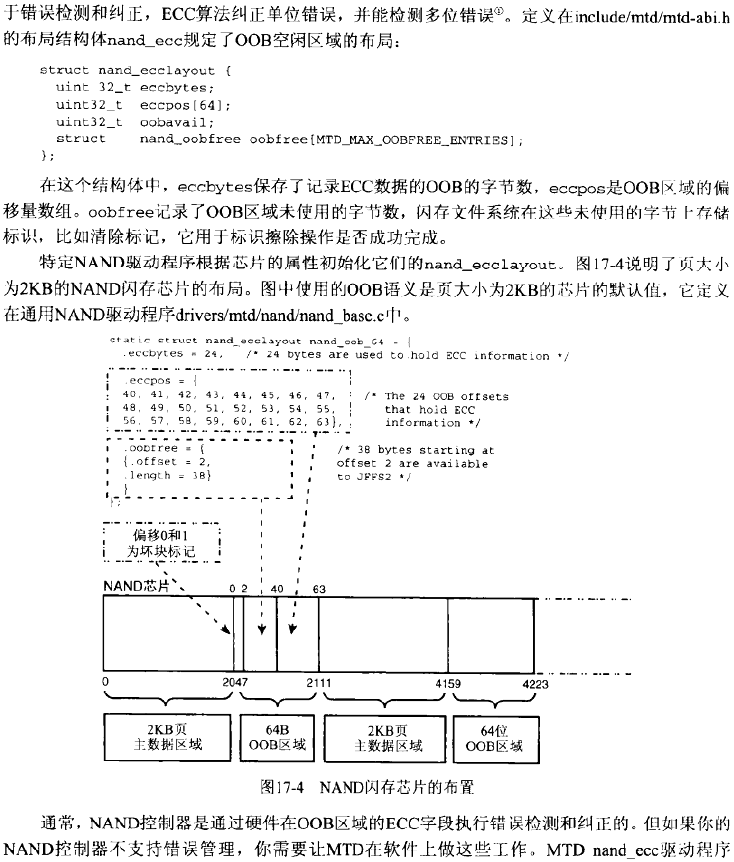 于错误检测和纠正，ECC算法纠正单位错误，并能检测多位错误①。定义在include/mtd/mtd-abi.h
的布局结构体nand_ecc规定了OOB空闲区域的布局：
struct nand_ecclayout {
uint 32_t eccbytes;
uint32_t eccpos[64];
uint32_t oobavail;
struct nand_oobfree oobfree[MTD_MAX_OOBFREE_ENTRIES];
};
在这个结构体中，eccbytes保存了记录ECC数据的OOB的字节数，eccpos是OOB区域的偏
移量数组。oobfree记录了OOB区域未使用的字节数，闪存文件系统在这些未使用的字节上存储
标识，比如清除标记，它用于标识擦除操作是否成功完成。
特定NAND驱动程序根据芯片的属性初始化它们的nand_ecclayout。图17-4说明了页大小
为2KB的NAND闪存芯片的布局。图中使用的OOB语义是页大小为2KB的芯片的默认值，它定义
在通用NAND驱动程序drivers/mtd/nand/nand_base.c中。
static struct nand_ecclayout nand_oob_64 = {
.eccbytes = 24, /* 24 bytes are used to hold ECC information */
.eccpos = {
40, 41, 42, 43, 44, 45, 46, 47, /* The 24 OOB offsets
48, 49, 50, 51, 52, 53, 54, 55, that hold ECC
56, 57, 58, 59, 60, 61, 62, 63}, information */
.oobfree = { /* 38 bytes starting at
{.offset = 2, offset 2 are available
.length = 38} to JFFS2 */
}
};
偏移0和1
为坏块标记
NAND芯片 0 2 40 63
0 2047 2111 4159 4223
2KB页 64B 2KB页 64位
主数据区域 OOB区域 主数据区域 OOB区域
图17-4 NAND闪存芯片的布置
通常，NAND控制器是通过硬件在OOB区域的ECC字段执行错误检测和纠正的。但如果你的
NAND控制器不支持错误管理，你需要让MTD在软件上做这些工作。MTD nand_ecc驱动程序